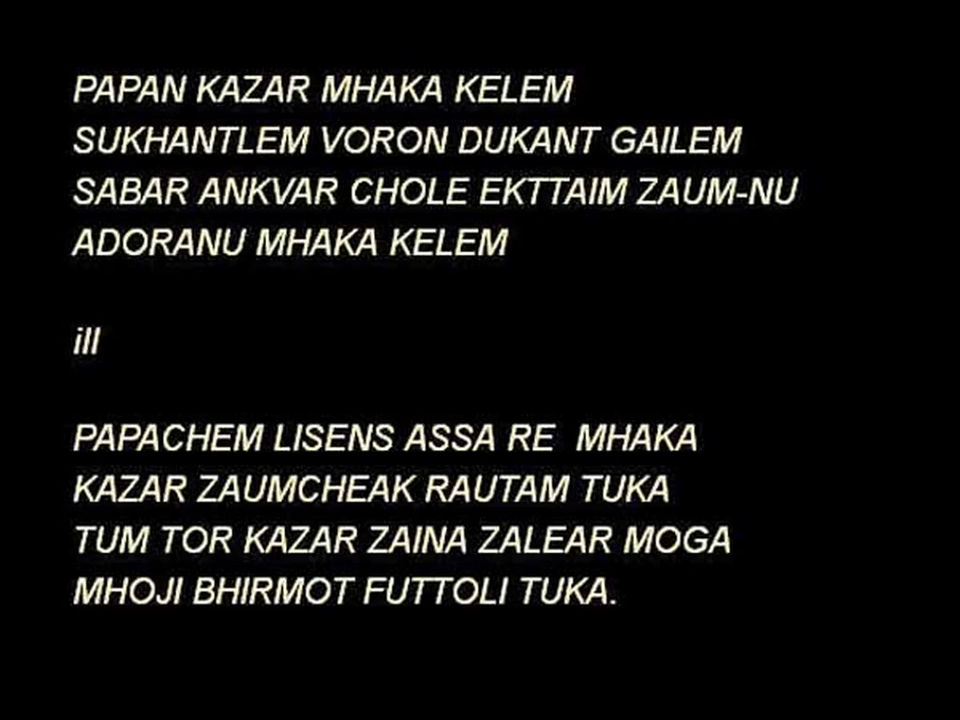 PAPAN KAZAR MHAKA KELEM
SUKHANTLEM VORON DUKANT GAILEM
SABAR ANKVAR CHOLE EKTTAIM ZAUM-NU
ADORANU MHAKA KELEM
ill
PAPACHEM LISENS ASSA RE MHAKA
KAZAR ZAUMCHEAK RAUTAM TUKA
TUM TOR KAZAR ZAINA ZALEAR MOGA
MHOJI BHIRMOT FUTTOLI TUKA.